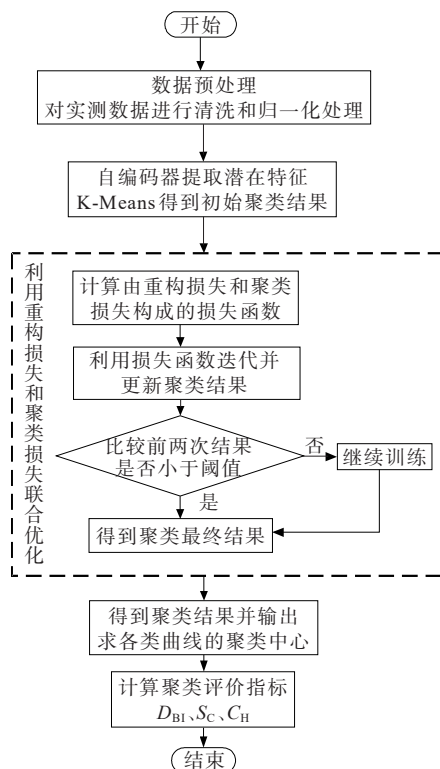 开始
数据预处理
对实测数据进行清洗和归一化处理
自编码器提取潜在特征
K-Means得到初始聚类结果
利用重构损失和聚类损失联合优化
计算由重构损失和聚类
损失构成的损失函数
利用损失函数迭代并
更新聚类结果
比较前两次结果
是否小于阈值
否
继续训练
是
得到聚类最终结果
得到聚类结果并输出
求各类曲线的聚类中心
计算聚类评价指标
D_BI、S_C、C_H
结束